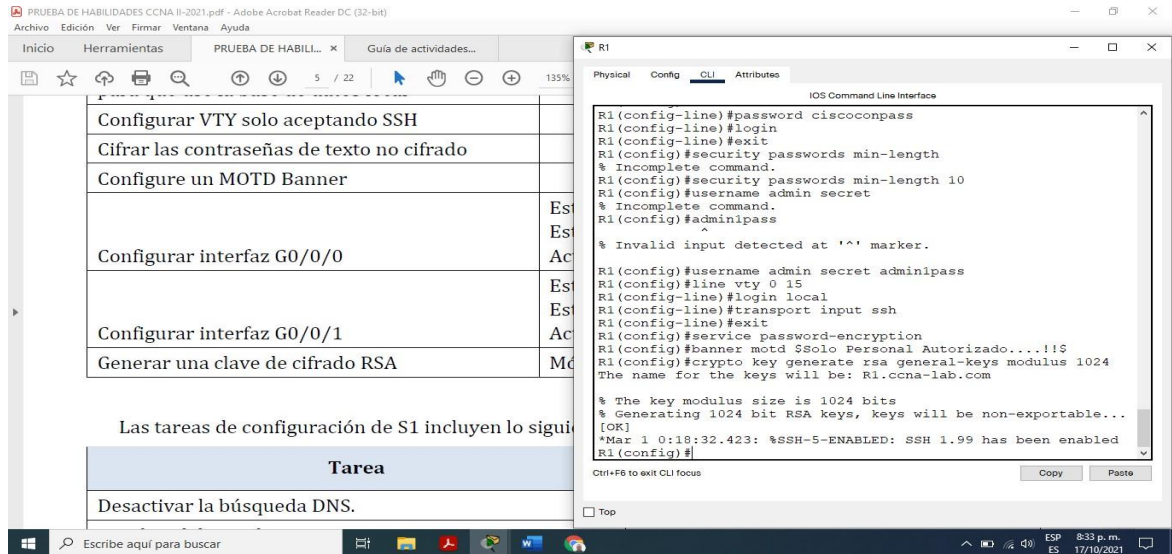 PRUEBA DE HABILIDADES CCNA II-2021.pdf - Adobe Acrobat Reader DC (32-bit)
Archivo Edición Ver Firmar Ventana Ayuda
Inicio Herramientas PRUEBA DE HABILI... × Guía de actividades...
5 / 22 135%
Configurar VTY solo aceptando SSH
Cifrar las contraseñas de texto no cifrado
Configure un MOTD Banner
Est
Est
Configurar interfaz G0/0/0 Ac
Est
Est
Configurar interfaz G0/0/1 Ac
Generar una clave de cifrado RSA Mó
Las tareas de configuración de S1 incluyen lo siguie
Tarea
Desactivar la búsqueda DNS.
R1
Physical Config CLI Attributes
IOS Command Line Interface
R1(config-line)#password ciscoconpass
R1(config-line)#login
R1(config-line)#exit
R1(config)#security passwords min-length
% Incomplete command.
R1(config)#security passwords min-length 10
R1(config)#username admin secret
% Incomplete command.
R1(config)#admin1pass
^
% Invalid input detected at '^' marker.
R1(config)#username admin secret admin1pass
R1(config)#line vty 0 15
R1(config-line)#login local
R1(config-line)#transport input ssh
R1(config-line)#exit
R1(config)#service password-encryption
R1(config)#banner motd $Solo Personal Autorizado....!!$
R1(config)#crypto key generate rsa general-keys modulus 1024
The name for the keys will be: R1.ccna-lab.com
% The key modulus size is 1024 bits
% Generating 1024 bit RSA keys, keys will be non-exportable...
[OK]
*Mar 1 0:18:32.423: %SSH-5-ENABLED: SSH 1.99 has been enabled
R1(config)#
Ctrl+F6 to exit CLI focus Copy Paste
Top
Escribe aquí para buscar
ESP 8:33 p. m.
ES 17/10/2021